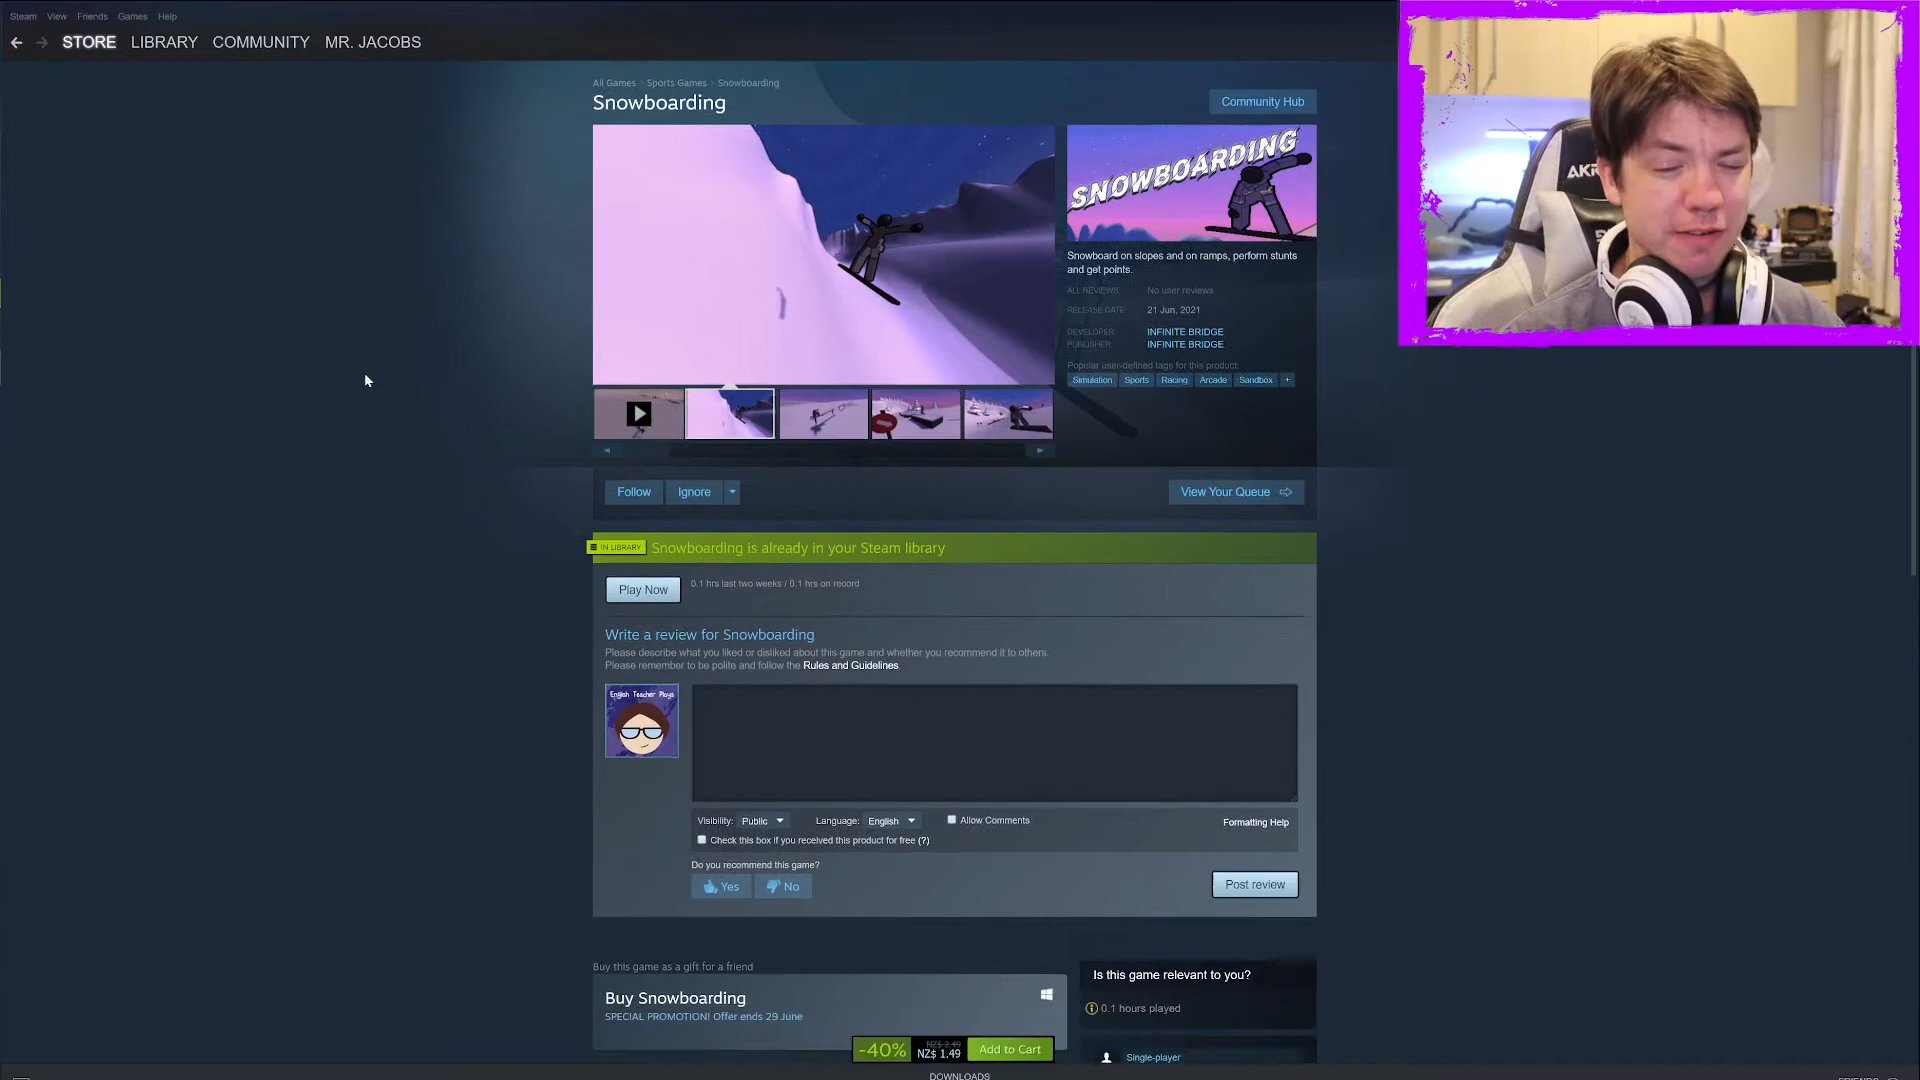 Steam View Friends Games Help
STORE LIBRARY COMMUNITY MR. JACOBS
All Games > Sports Games > Snowboarding
Snowboarding
Community Hub
SNOWBOARDING
Snowboard on slopes and on ramps, perform stunts
and get points.
ALL REVIEWS: No user reviews
RELEASE DATE: 21 Jun, 2021
DEVELOPER: INFINITE BRIDGE
PUBLISHER: INFINITE BRIDGE
Popular user-defined tags for this product:
Simulation Sports Racing Arcade Sandbox +
Follow Ignore
View Your Queue
IN LIBRARY Snowboarding is already in your Steam library
Play Now 0.1 hrs last two weeks / 0.1 hrs on record
Write a review for Snowboarding
Please describe what you liked or disliked about this game and whether you recommend it to others.
Please remember to be polite and follow the Rules and Guidelines.
English Teacher Plays
Visibility: Public Language: English Allow Comments Formatting Help
Check this box if you received this product for free (?)
Do you recommend this game?
Yes No
Post review
Buy this game as a gift for a friend
Buy Snowboarding
SPECIAL PROMOTION! Offer ends 29 June
-40% NZ$ 2.49 NZ$ 1.49 Add to Cart
Is this game relevant to you?
0.1 hours played
Single-player
DOWNLOADS